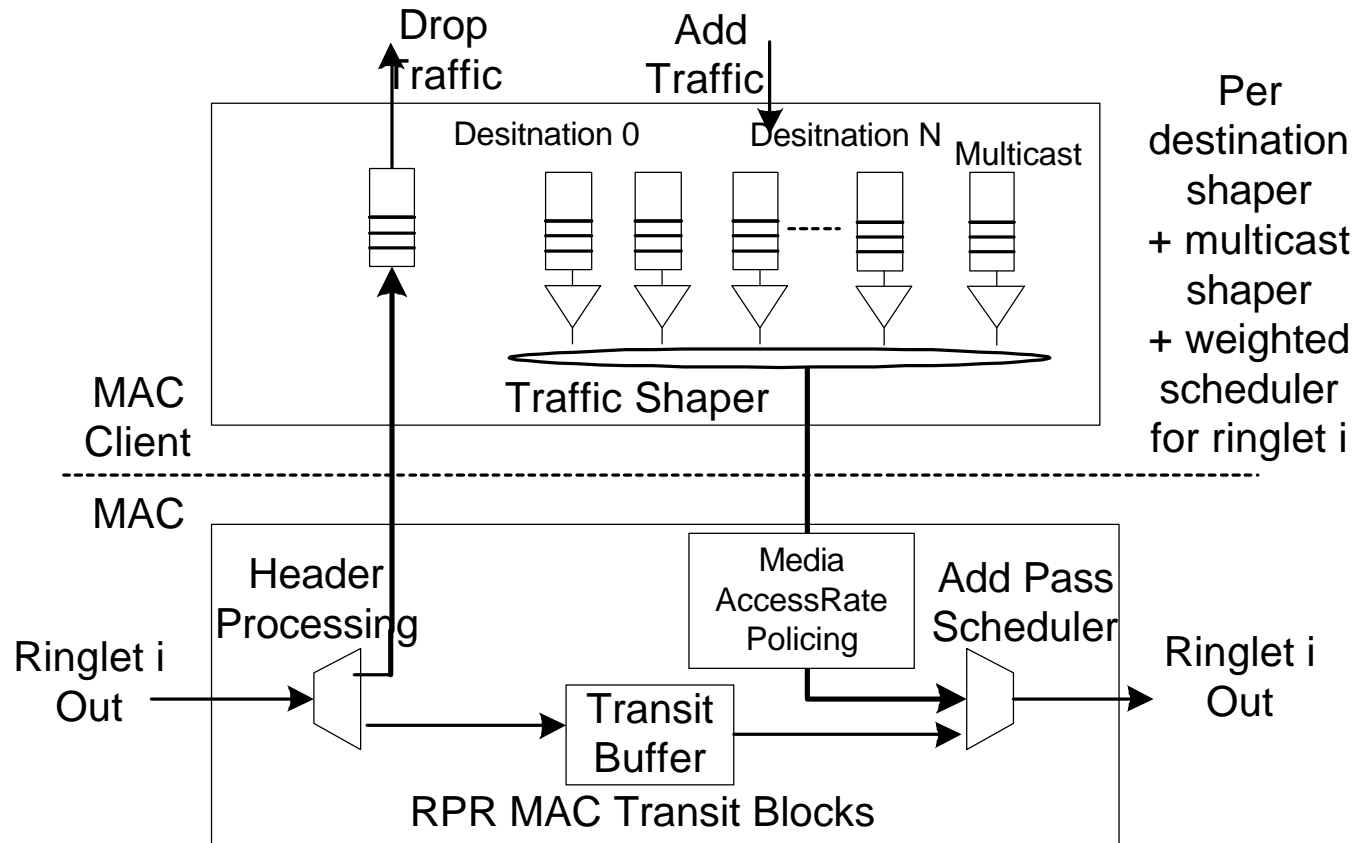 Drop
Traffic
Add
Traffic
Desitnation 0
Desitnation N
Multicast
Per
destination
shaper
+ multicast
shaper
+ weighted
scheduler
for ringlet i
Traffic Shaper
MAC
Client
MAC
Header
Processing
Media
AccessRate
Policing
Add Pass
Scheduler
Ringlet i
Out
Transit
Buffer
Ringlet i
Out
RPR MAC Transit Blocks